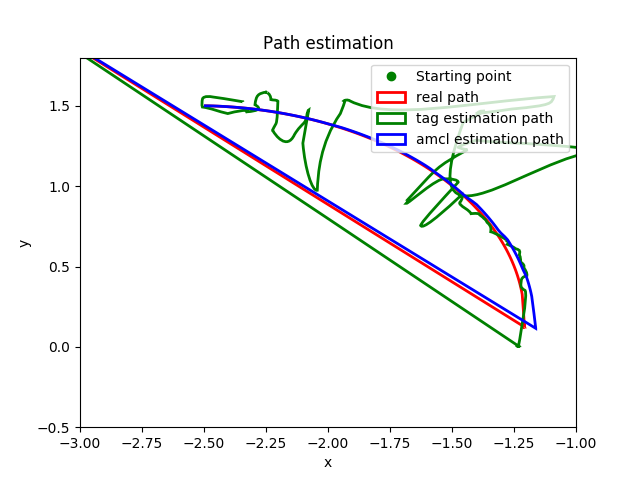 Path estimation
Starting point
real path
tag estimation path
amcl estimation path
y
1.5
1.0
0.5
0.0
−0.5
−3.00 −2.75 −2.50 −2.25 −2.00 −1.75 −1.50 −1.25 −1.00
x